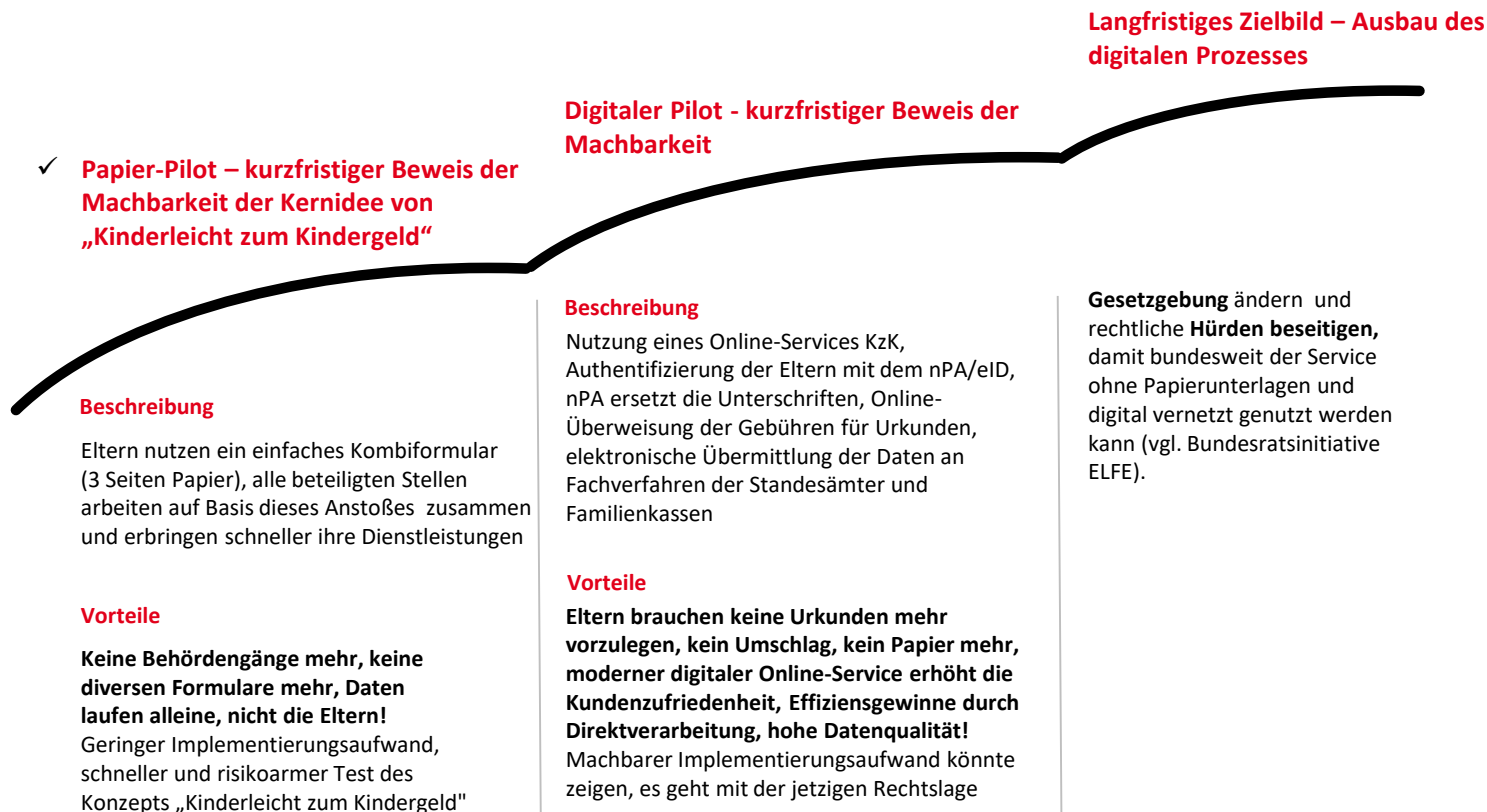 ✓ Papier-Pilot – kurzfristiger Beweis der
Machbarkeit der Kernidee von
„Kinderleicht zum Kindergeld“
Beschreibung
Eltern nutzen ein einfaches Kombiformular
(3 Seiten Papier), alle beteiligten Stellen
arbeiten auf Basis dieses Anstoßes zusammen
und erbringen schneller ihre Dienstleistungen
Vorteile
Keine Behördengänge mehr, keine
diversen Formulare mehr, Daten
laufen alleine, nicht die Eltern!
Geringer Implementierungsaufwand,
schneller und risikoarmer Test des
Konzepts „Kinderleicht zum Kindergeld"
Digitaler Pilot - kurzfristiger Beweis der
Machbarkeit
Beschreibung
Nutzung eines Online-Services KzK,
Authentifizierung der Eltern mit dem nPA/eID,
nPA ersetzt die Unterschriften, Online-
Überweisung der Gebühren für Urkunden,
elektronische Übermittlung der Daten an
Fachverfahren der Standesämter und
Familienkassen
Vorteile
Eltern brauchen keine Urkunden mehr
vorzulegen, kein Umschlag, kein Papier mehr,
moderner digitaler Online-Service erhöht die
Kundenzufriedenheit, Effiziensgewinne durch
Direktverarbeitung, hohe Datenqualität!
Machbarer Implementierungsaufwand könnte
zeigen, es geht mit der jetzigen Rechtslage
Langfristiges Zielbild – Ausbau des
digitalen Prozesses
Gesetzgebung ändern und
rechtliche Hürden beseitigen,
damit bundesweit der Service
ohne Papierunterlagen und
digital vernetzt genutzt werden
kann (vgl. Bundesratsinitiative
ELFE).